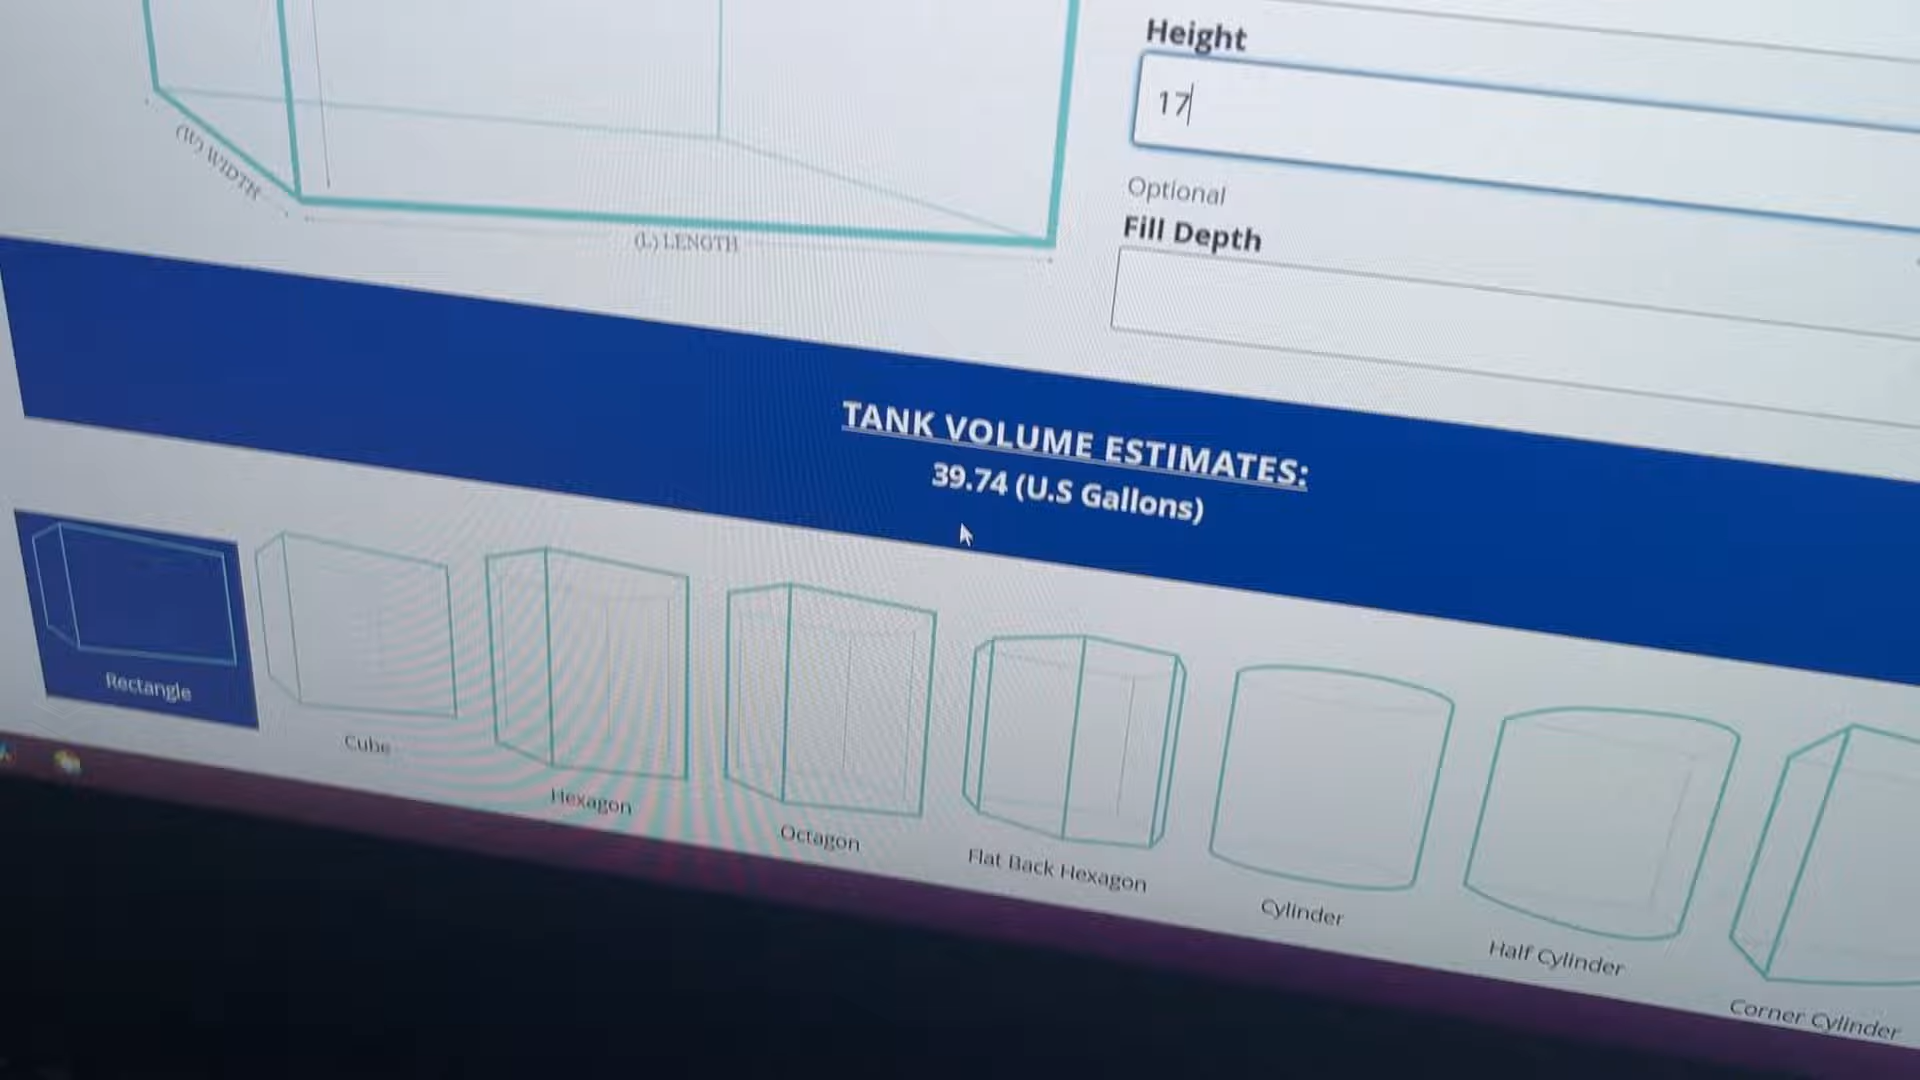 Height
17
(W) WIDTH
Optional
Fill Depth
(L) LENGTH
TANK VOLUME ESTIMATES:
39.74 (U.S Gallons)
Rectangle
Cube
Hexagon
Octagon
Flat Back Hexagon
Cylinder
Half Cylinder
Corner Cylinder